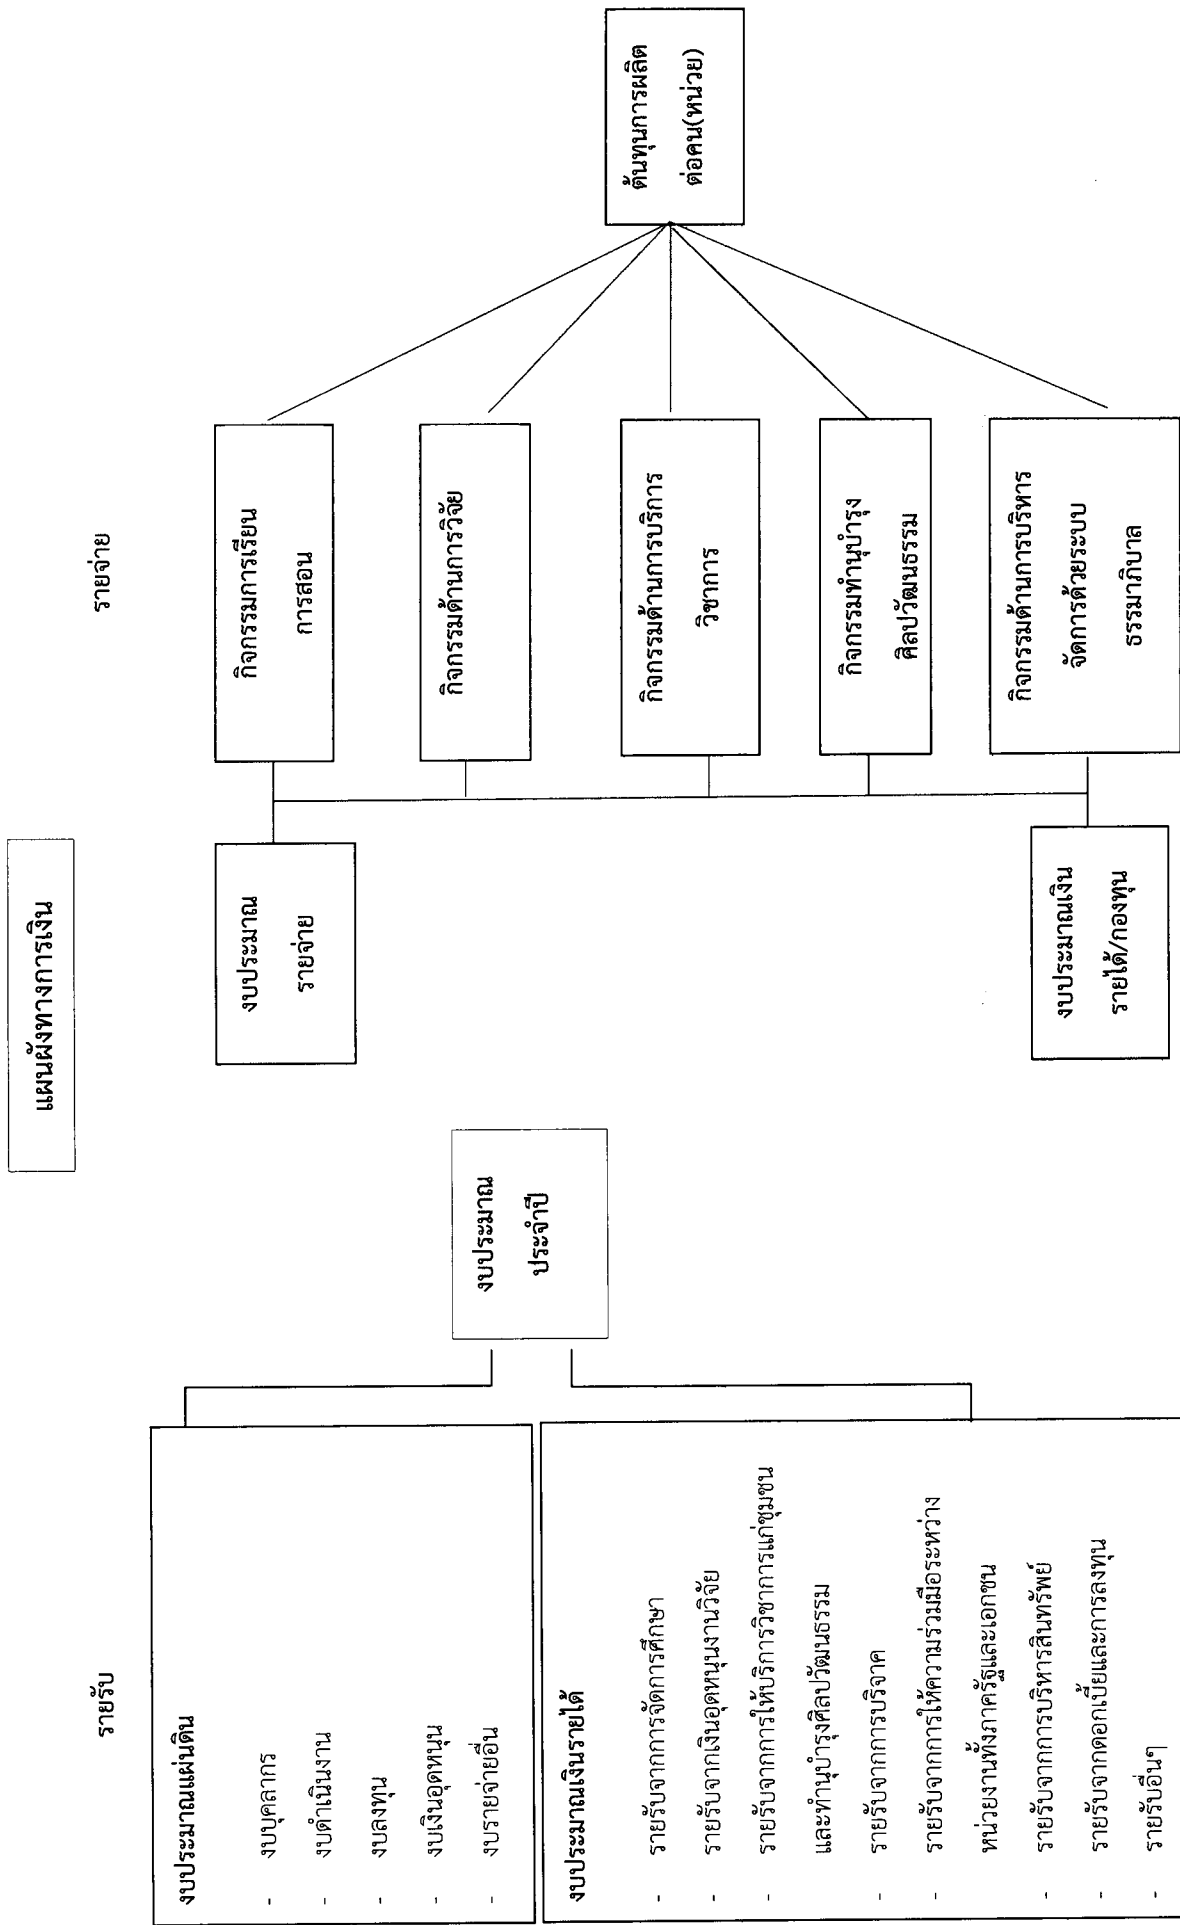 แผนผังทางการเงิน
รายรับ
รายจ่าย
งบประมาณแผ่นดิน
- งบบุคลากร
- งบดำเนินงาน
- งบลงทุน
- งบเงินอุดหนุน
- งบรายจ่ายอื่น
งบประมาณเงินรายได้
- รายรับจากการจัดการศึกษา
- รายรับจากเงินอุดหนุนงานวิจัย
- รายรับจากการให้บริการวิชาการแก่ชุมชน
และทำนุบำรุงศิลปวัฒนธรรม
- รายรับจากการบริจาค
- รายรับจากการให้ความร่วมมือระหว่าง
หน่วยงานทั้งภาครัฐและเอกชน
- รายรับจากการบริหารสินทรัพย์
- รายรับจากดอกเบี้ยและการลงทุน
- รายรับอื่นๆ
งบประมาณ
ประจำปี
งบประมาณ
รายจ่าย
งบประมาณเงิน
รายได้/กองทุน
กิจกรรมการเรียน
การสอน
กิจกรรมด้านการวิจัย
กิจกรรมด้านการบริการ
วิชาการ
กิจกรรมทำนุบำรุง
ศิลปวัฒนธรรม
กิจกรรมด้านการบริหาร
จัดการด้วยระบบ
ธรรมาภิบาล
ต้นทุนการผลิต
ต่อคน(หน่วย)